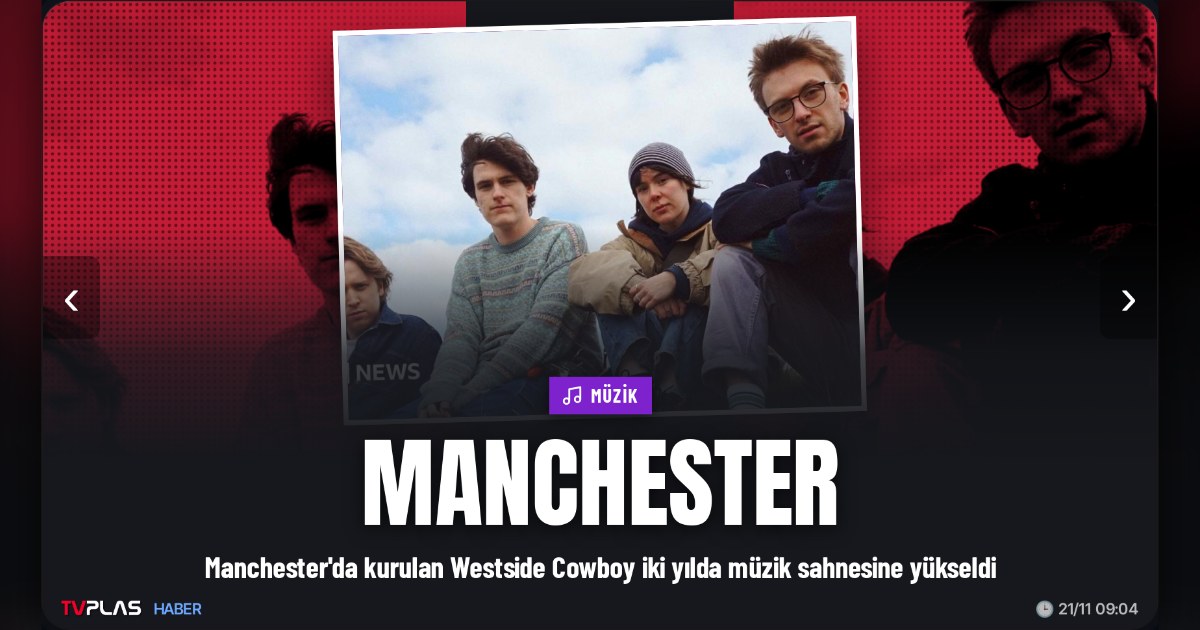 NEWS
MÜZİK
MANCHESTER
Manchester'da kurulan Westside Cowboy iki yılda müzik sahnesine yükseldi
TVPLAS HABER
21/11 09:04